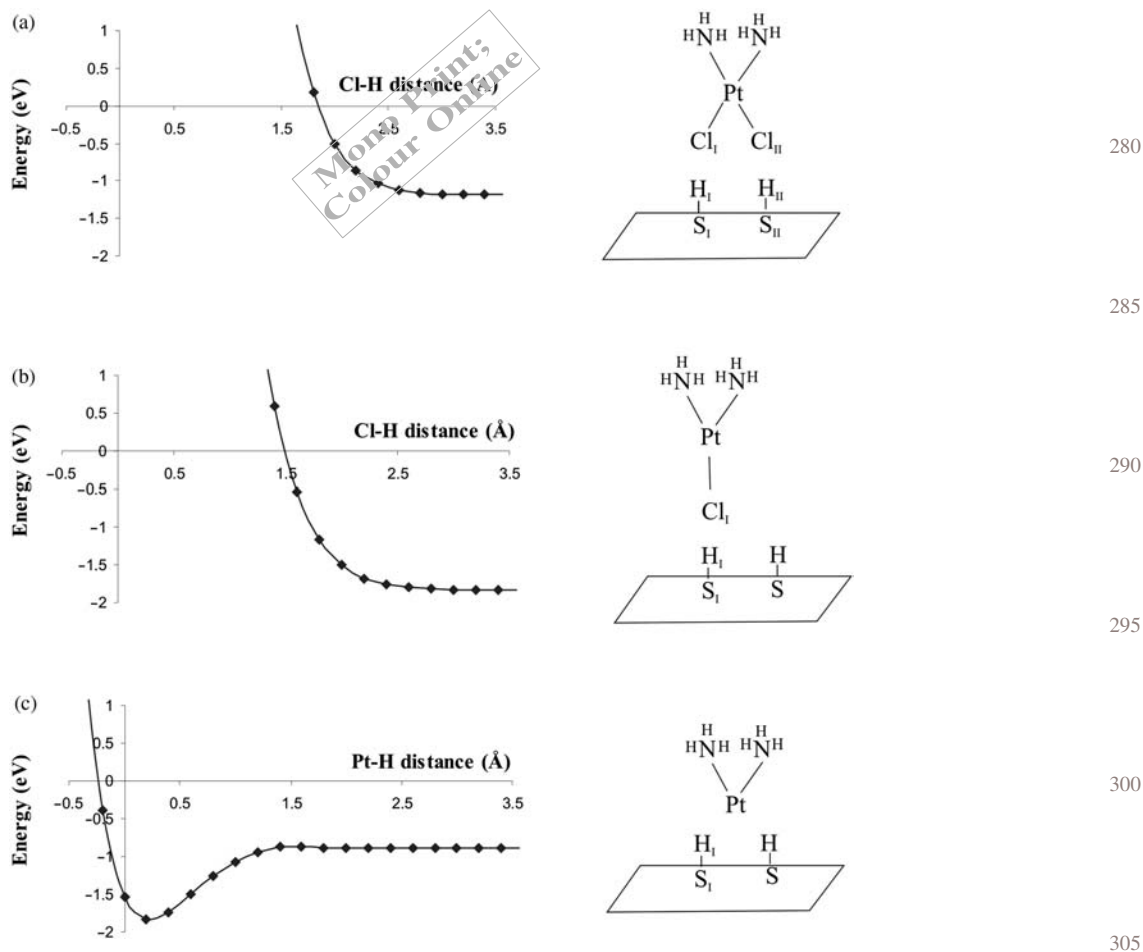 (a)
1
0.5
0
−0.5
−1
−1.5
−2
Energy (eV)
Cl-H distance (Å)
−0.5 0.5 1.5 2.5 3.5
Mono Print;
Colour Online
H H
HNH HNH
Pt
Cl_I Cl_II
H_I H_II
S_I S_II
280
285
(b)
1
0.5
0
−0.5
−1
−1.5
−2
Energy (eV)
Cl-H distance (Å)
−0.5 0.5 1.5 2.5 3.5
H H
HNH HNH
Pt
Cl_I
H_I H
S_I S
290
295
(c)
1
0.5
0
−0.5
−1
−1.5
−2
Energy (eV)
Pt-H distance (Å)
−0.5 0.5 1.5 2.5 3.5
H H
HNH HNH
Pt
H_I H
S_I S
300
305